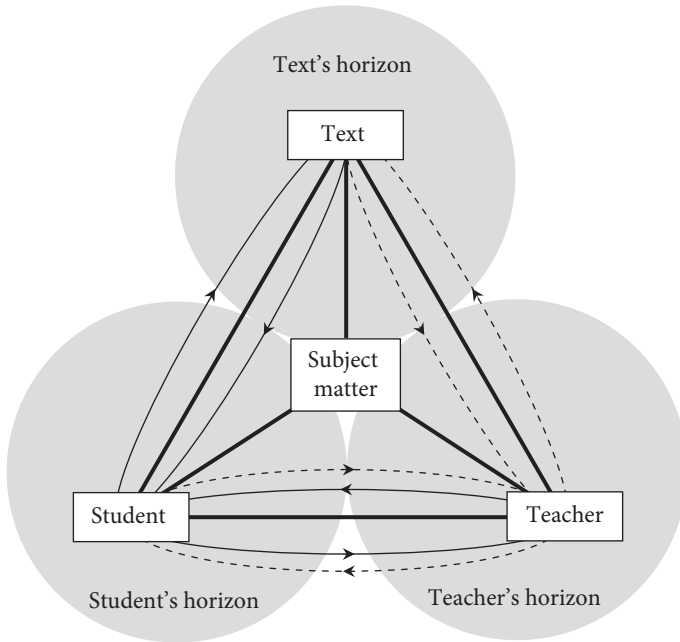 Text's horizon
Text
Subject
matter
Student
Teacher
Student's horizon
Teacher's horizon